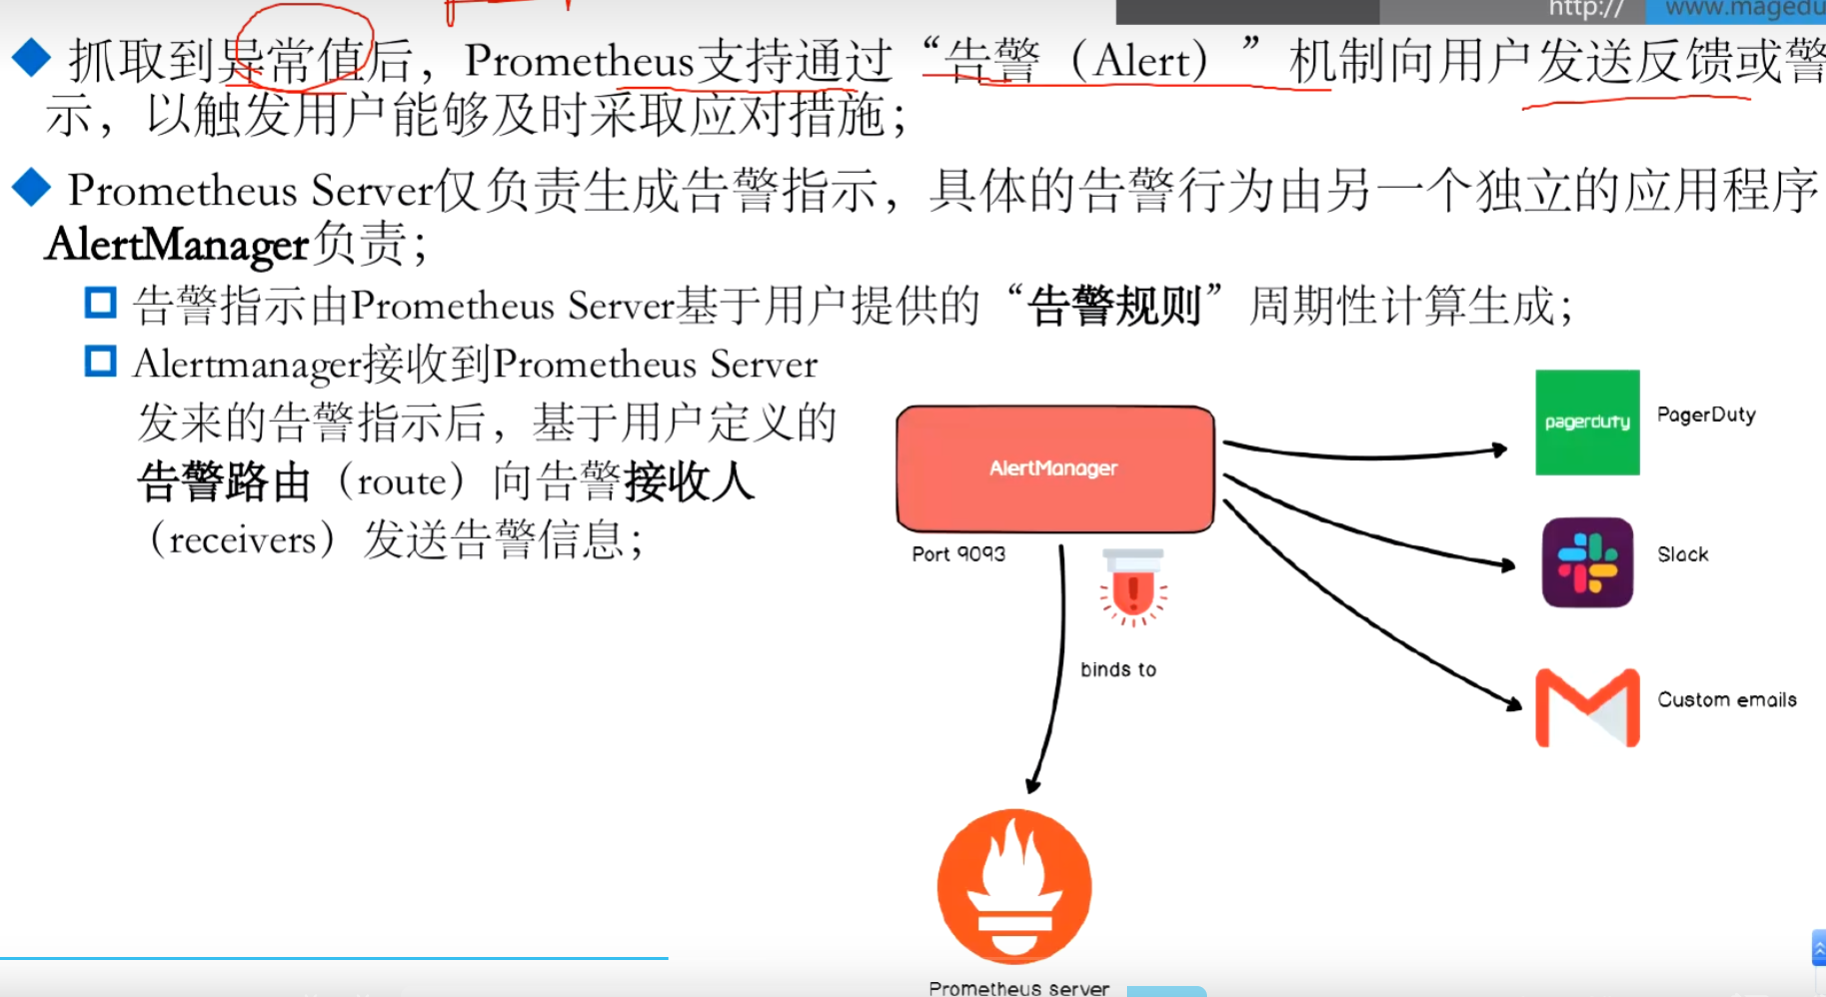 http:// www.magedu
抓取到异常值后，Prometheus支持通过“告警（Alert）”机制向用户发送反馈或警
示，以触发用户能够及时采取应对措施；
Prometheus Server仅负责生成告警指示，具体的告警行为由另一个独立的应用程序
AlertManager负责；
告警指示由Prometheus Server基于用户提供的“告警规则”周期性计算生成；
Alertmanager接收到Prometheus Server
发来的告警指示后，基于用户定义的
告警路由（route）向告警接收人
（receivers）发送告警信息；
AlertManager
Port 9093
binds to
pagerduty
PagerDuty
Slack
Custom emails
Prometheus server